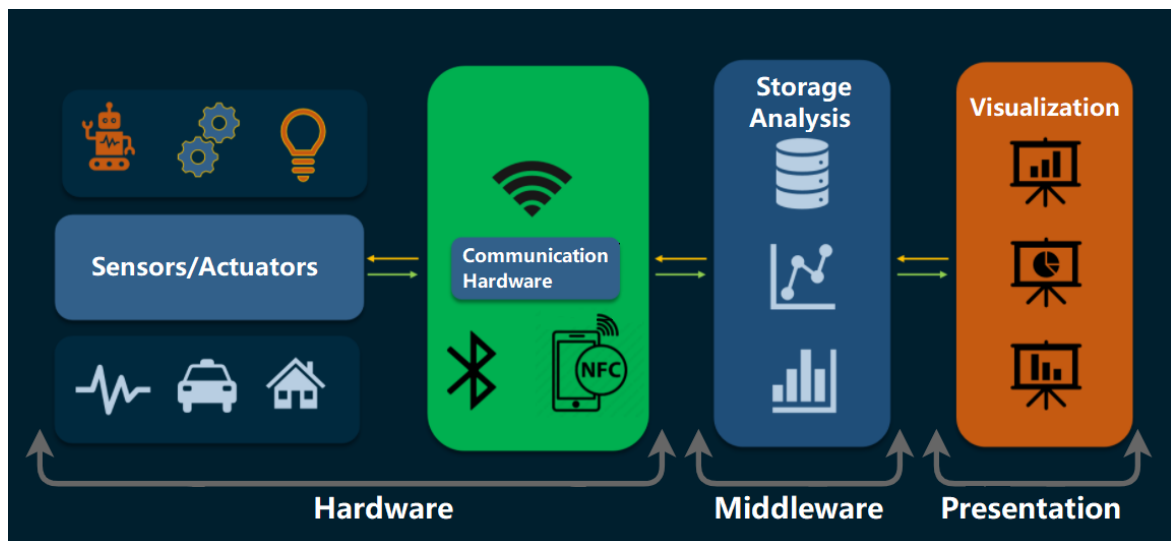 Storage
Analysis
Visualization
Sensors/Actuators
Communication
Hardware
NFC
Hardware
Middleware
Presentation